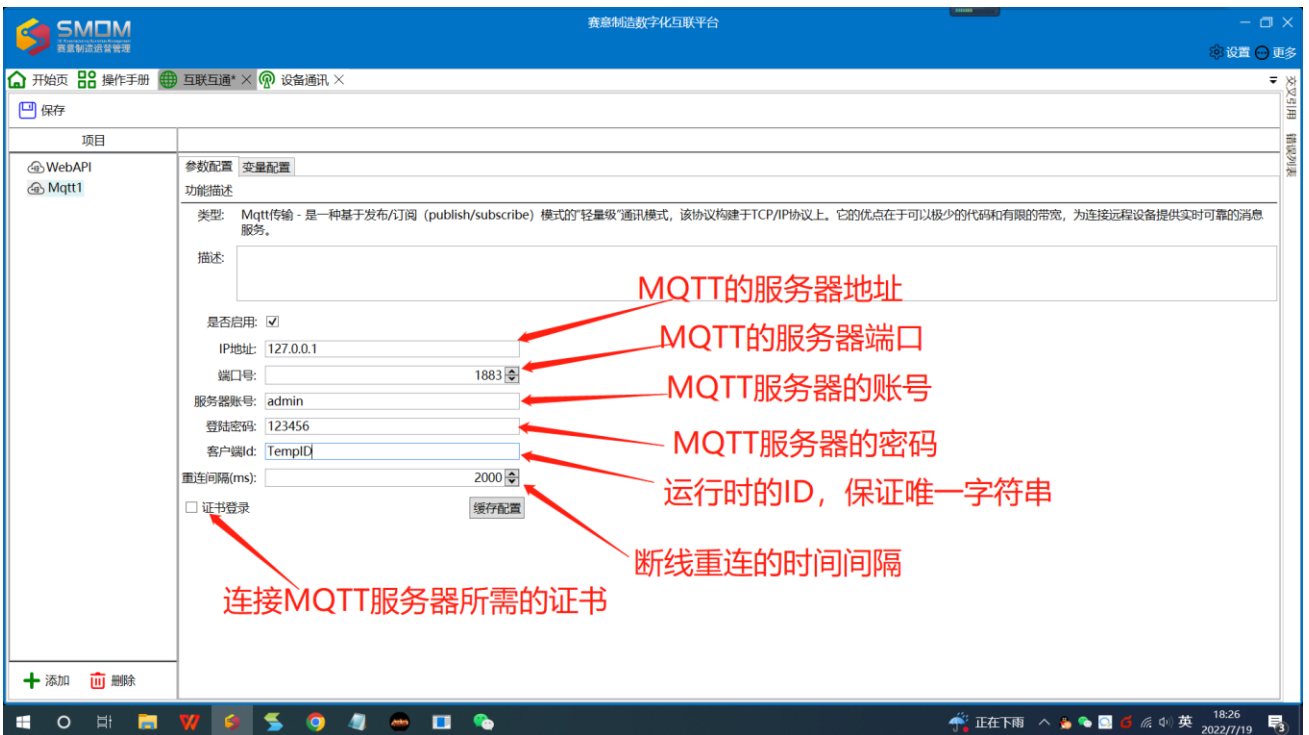 SMOM
赛意制造运营管理
赛意制造数字化互联平台
设置 更多
开始页 操作手册 互联互通* 设备通讯
交叉引用
错误列表
保存
项目
WebAPI
Mqtt1
参数配置 变量配置
功能描述
类型: Mqtt传输 - 是一种基于发布/订阅（publish/subscribe）模式的"轻量级"通讯模式，该协议构建于TCP/IP协议上。它的优点在于可以极少的代码和有限的带宽，为连接远程设备提供实时可靠的消息
服务。
描述:
MQTT的服务器地址
是否启用:
MQTT的服务器端口
IP地址: 127.0.0.1
端口号: 1883
MQTT服务器的账号
服务器账号: admin
登陆密码: 123456
MQTT服务器的密码
客户端Id: TempID
重连间隔(ms): 2000
运行时的ID，保证唯一字符串
证书登录 缓存配置
断线重连的时间间隔
连接MQTT服务器所需的证书
添加 删除
正在下雨 英 18:26
2022/7/19
3